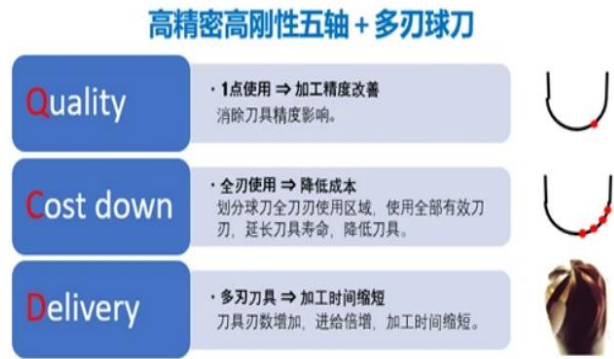 高精密高刚性五轴 + 多刃球刀
Quality
· 1点使用 ⇒ 加工精度改善
消除刀具精度影响。
Cost down
· 全刃使用 ⇒ 降低成本
划分球刀全刀刃使用区域，使用全部有效刀
刃，延长刀具寿命，降低刀具。
Delivery
· 多刃刀具 ⇒ 加工时间缩短
刀具刃数增加，进给倍增，加工时间缩短。